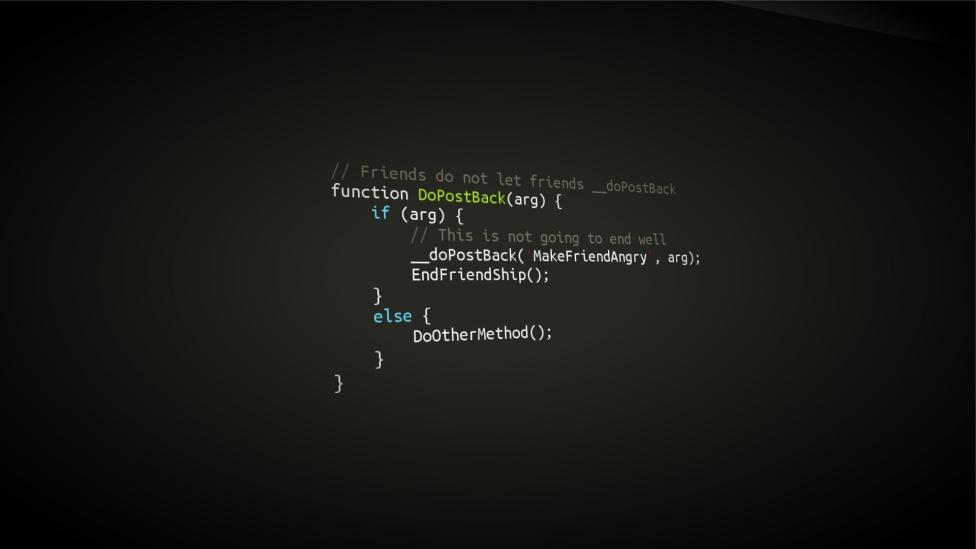 // Friends do not let friends __doPostBack
function DoPostBack(arg) {
if (arg) {
// This is not going to end well
__doPostBack('MakeFriendAngry', arg);
EndFriendShip();
}
else {
DoOtherMethod();
}
}